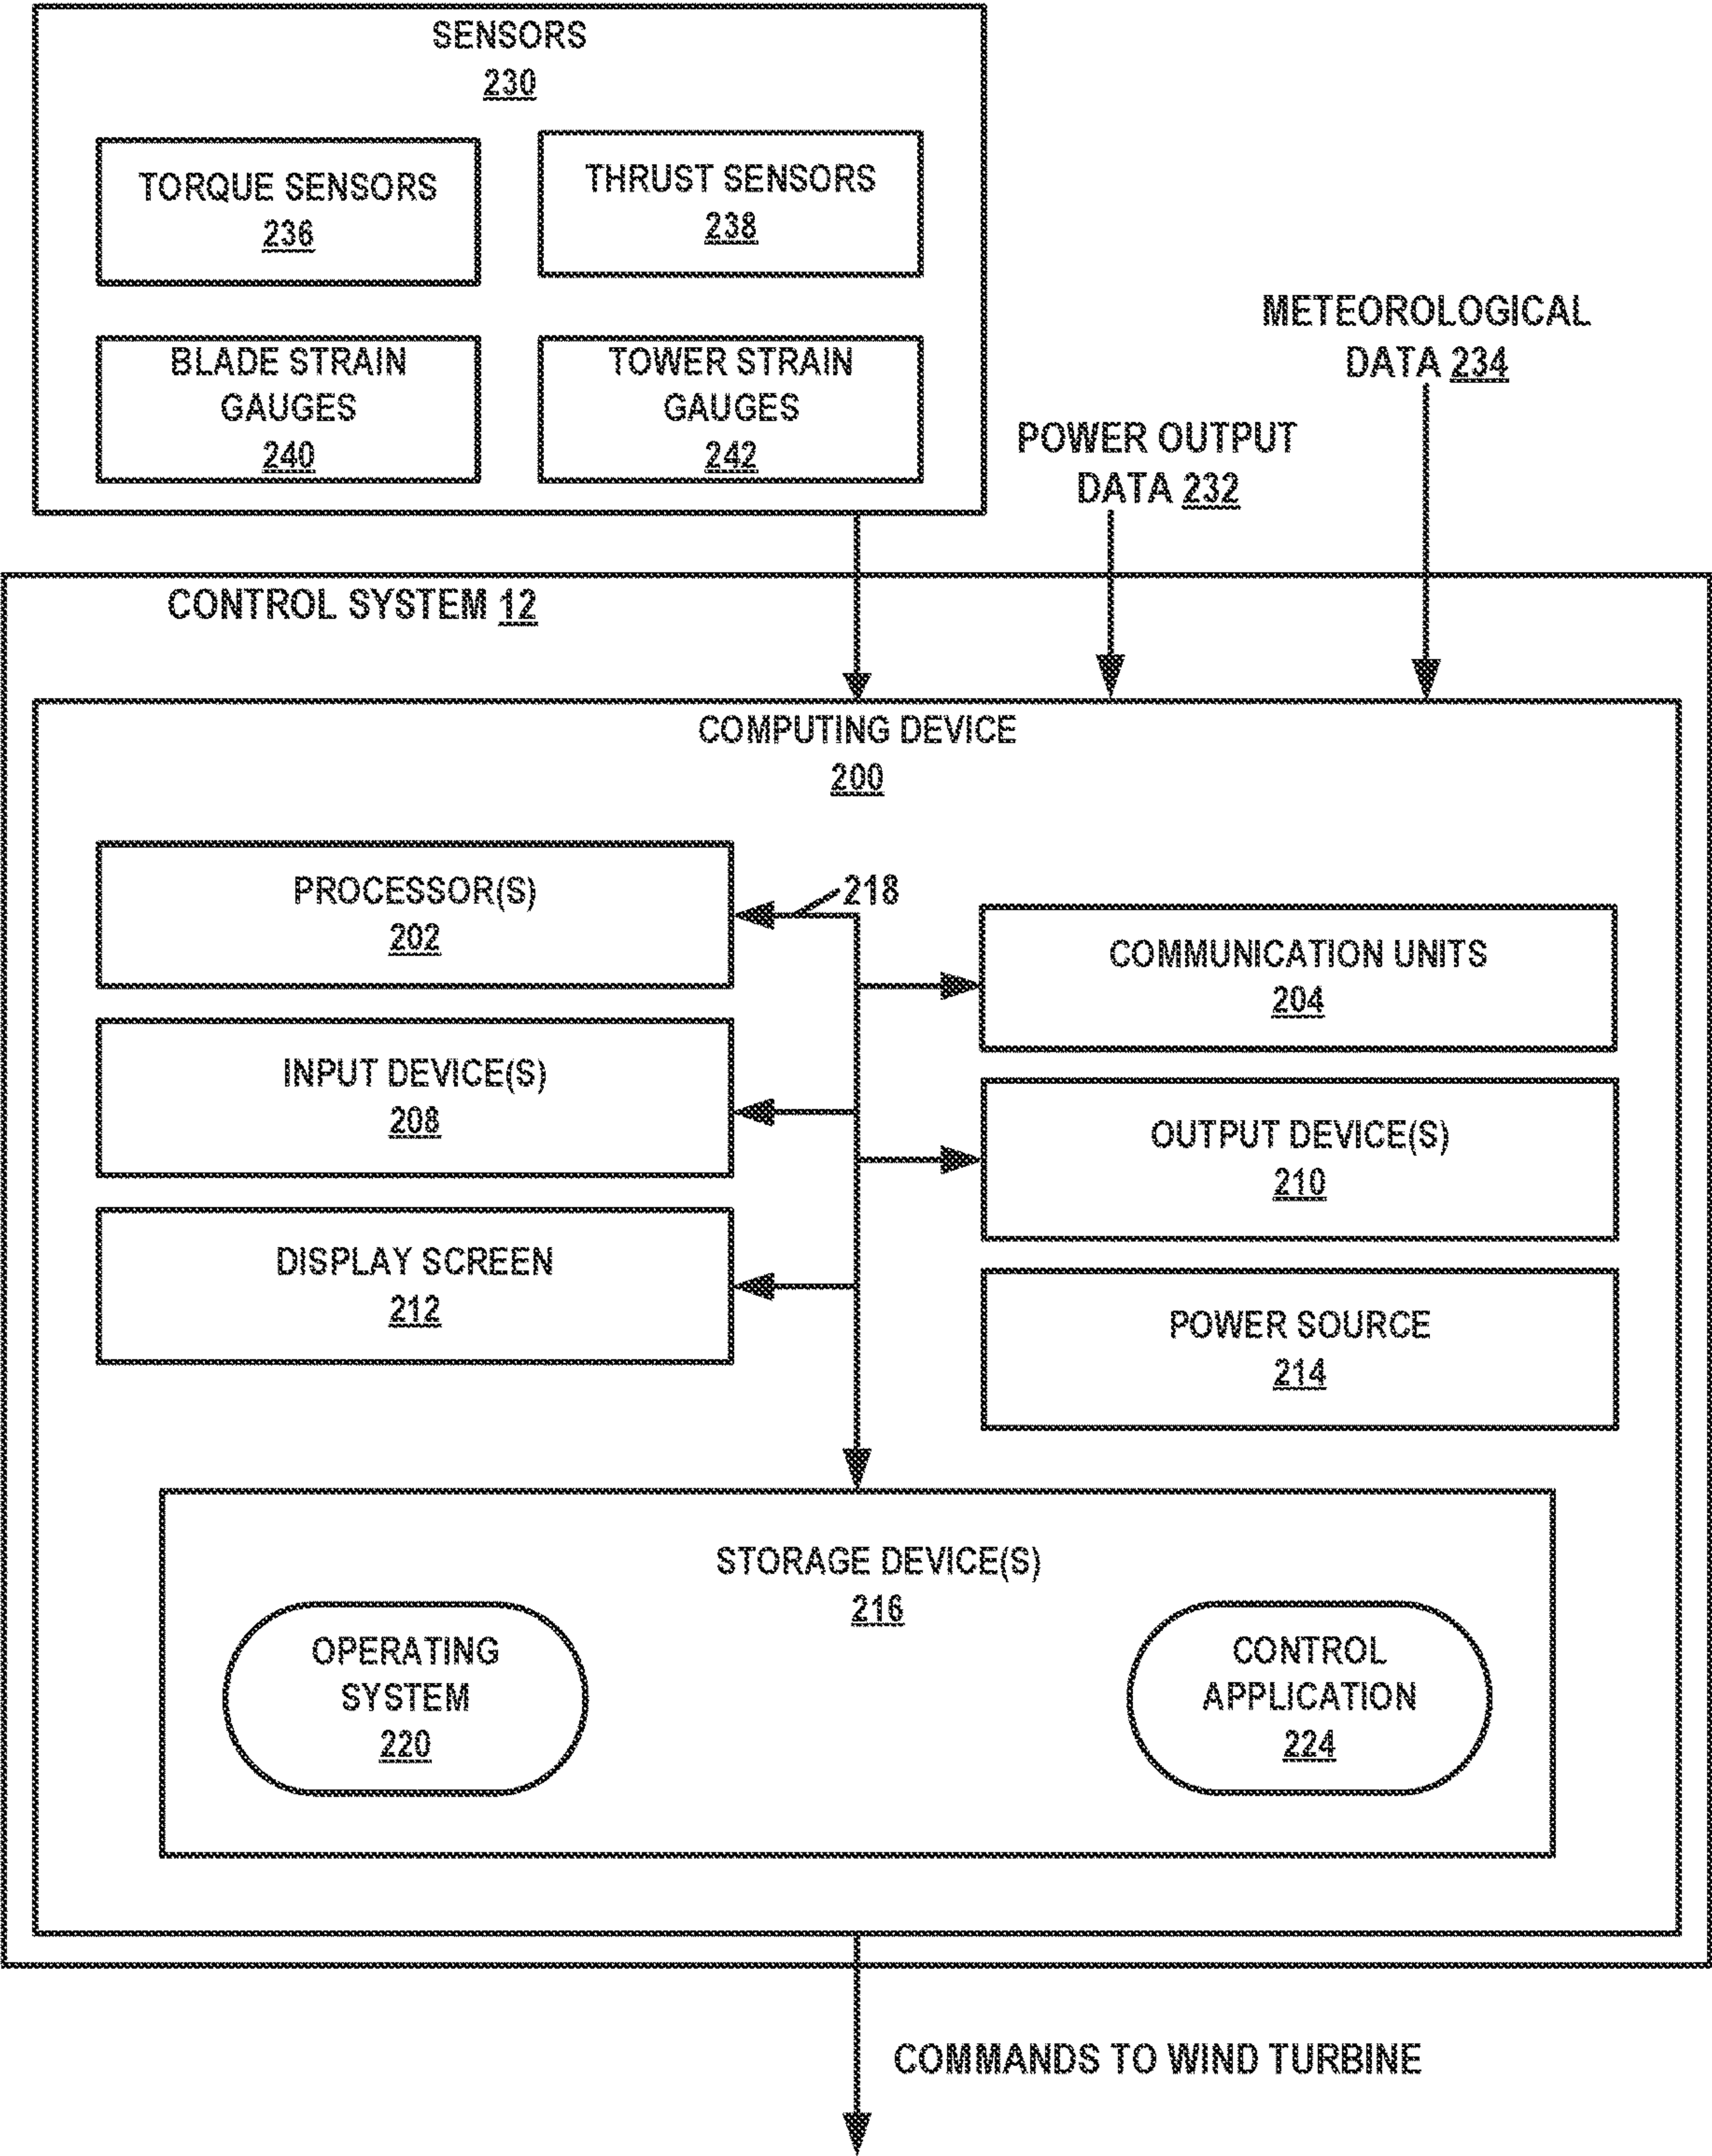 SENSORS
230
TORQUE SENSORS
236
THRUST SENSORS
238
BLADE STRAIN
GAUGES
240
TOWER STRAIN
GAUGES
242
METEOROLOGICAL
DATA 234
POWER OUTPUT
DATA 232
CONTROL SYSTEM 12
COMPUTING DEVICE
200
PROCESSOR(S)
202
218
COMMUNICATION UNITS
204
INPUT DEVICE(S)
208
OUTPUT DEVICE(S)
210
DISPLAY SCREEN
212
POWER SOURCE
214
STORAGE DEVICE(S)
216
OPERATING
SYSTEM
220
CONTROL
APPLICATION
224
COMMANDS TO WIND TURBINE